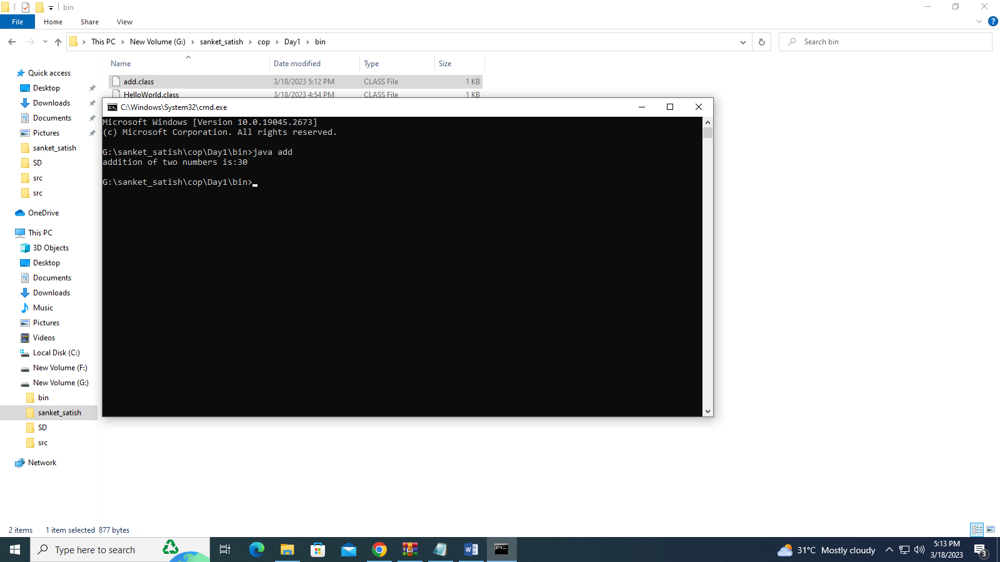 bin
File Home Share View
This PC New Volume (G:) sanket_satish cop Day1 bin
Search bin
Name Date modified Type Size
add.class 3/18/2023 5:12 PM CLASS File 1 KB
HelloWorld.class 3/18/2023 4:54 PM CLASS File 1 KB
Quick access
Desktop
Downloads
Documents
Pictures
sanket_satish
SD
src
src
OneDrive
This PC
3D Objects
Desktop
Documents
Downloads
Music
Pictures
Videos
Local Disk (C:)
New Volume (F:)
New Volume (G:)
bin
sanket_satish
SD
src
Network
C:\Windows\System32\cmd.exe
Microsoft Windows [Version 10.0.19045.2673]
(c) Microsoft Corporation. All rights reserved.
G:\sanket_satish\cop\Day1\bin>java add
addition of two numbers is:30
G:\sanket_satish\cop\Day1\bin>
2 items 1 item selected 877 bytes
Type here to search
31°C Mostly cloudy
5:13 PM
3/18/2023
3